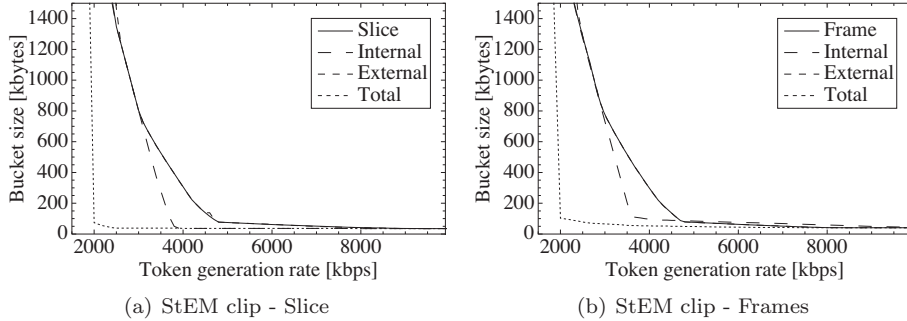 1400
1200
1000
800
600
400
200
0
Bucket size [kbytes]
2000 4000 6000 8000
Token generation rate [kbps]
Slice
Internal
External
Total
(a) StEM clip - Slice
1400
1200
1000
800
600
400
200
0
Bucket size [kbytes]
2000 4000 6000 8000
Token generation rate [kbps]
Frame
Internal
External
Total
(b) StEM clip - Frames